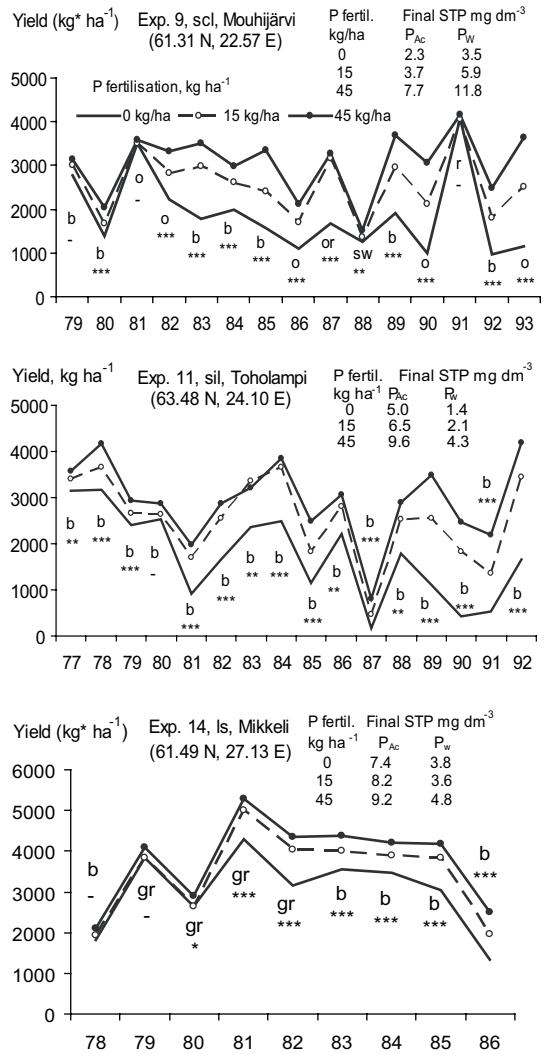 Yield (kg* ha-1) Exp. 9, scl, Mouhijärvi P fertil. Final STP mg dm-3
(61.31 N, 22.57 E) kg/ha PAc Pw
0 2.3 3.5
15 3.7 5.9
45 7.7 11.8
P fertilisation, kg ha-1
0 kg/ha 15 kg/ha 45 kg/ha
5000
4000
3000
2000
1000
0
b b o o b b b o or sw b o r b o
- *** - *** *** *** *** *** *** ** *** *** - *** ***
79 80 81 82 83 84 85 86 87 88 89 90 91 92 93
Yield, kg ha-1 Exp. 11, sil, Toholampi P fertil. Final STP mg dm-3
(63.48 N, 24.10 E) kg ha-1 PAc Pw
0 5.0 1.4
15 6.5 2.1
45 9.6 4.3
5000
4000
3000
2000
1000
0
b b b b b b b b b b b b b b b b
** *** *** - *** *** ** *** *** ** *** ** *** *** *** ***
77 78 79 80 81 82 83 84 85 86 87 88 89 90 91 92
Yield (kg* ha-1) Exp. 14, ls, Mikkeli P fertil. Final STP mg dm-3
(61.49 N, 27.13 E) kg ha-1 PAc Pw
0 7.4 3.8
15 8.2 3.6
45 9.2 4.8
6000
5000
4000
3000
2000
1000
0
b gr gr gr gr b b b b
- - * *** *** *** *** *** ***
78 79 80 81 82 83 84 85 86